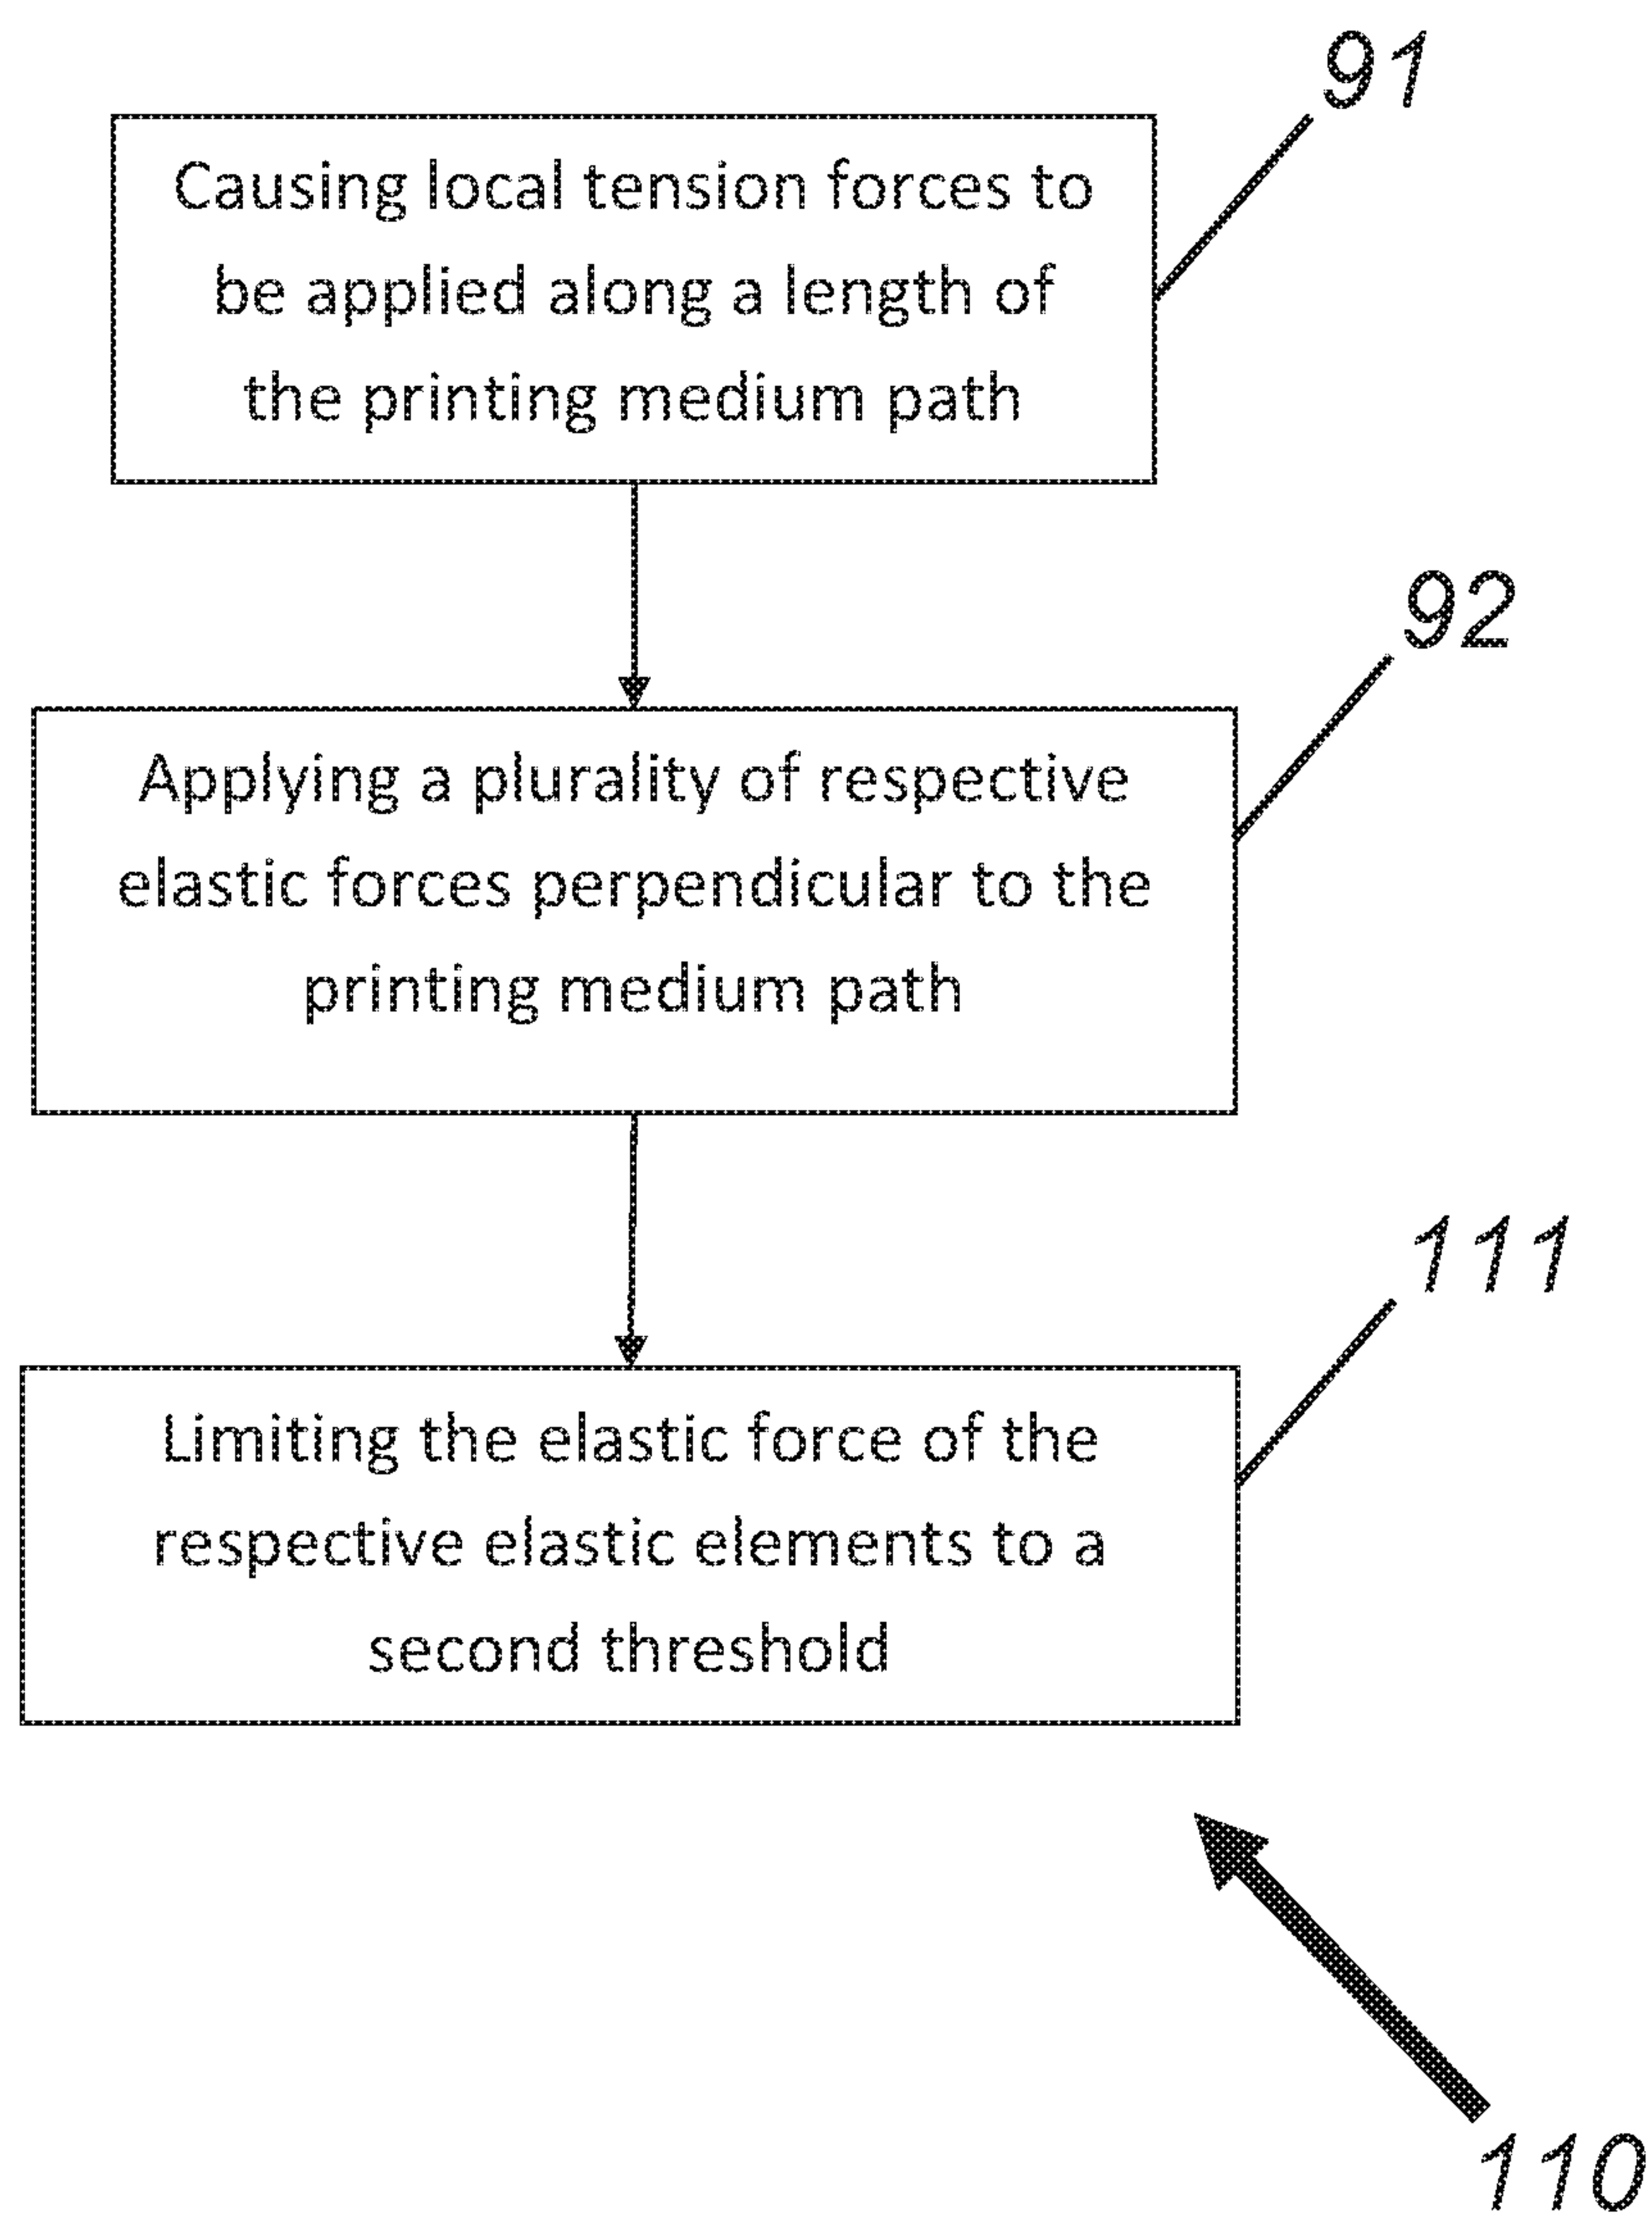 91
Causing local tension forces to
be applied along a length of
the printing medium path
92
Applying a plurality of respective
elastic forces perpendicular to the
printing medium path
111
Limiting the elastic force of the
respective elastic elements to a
second threshold
110